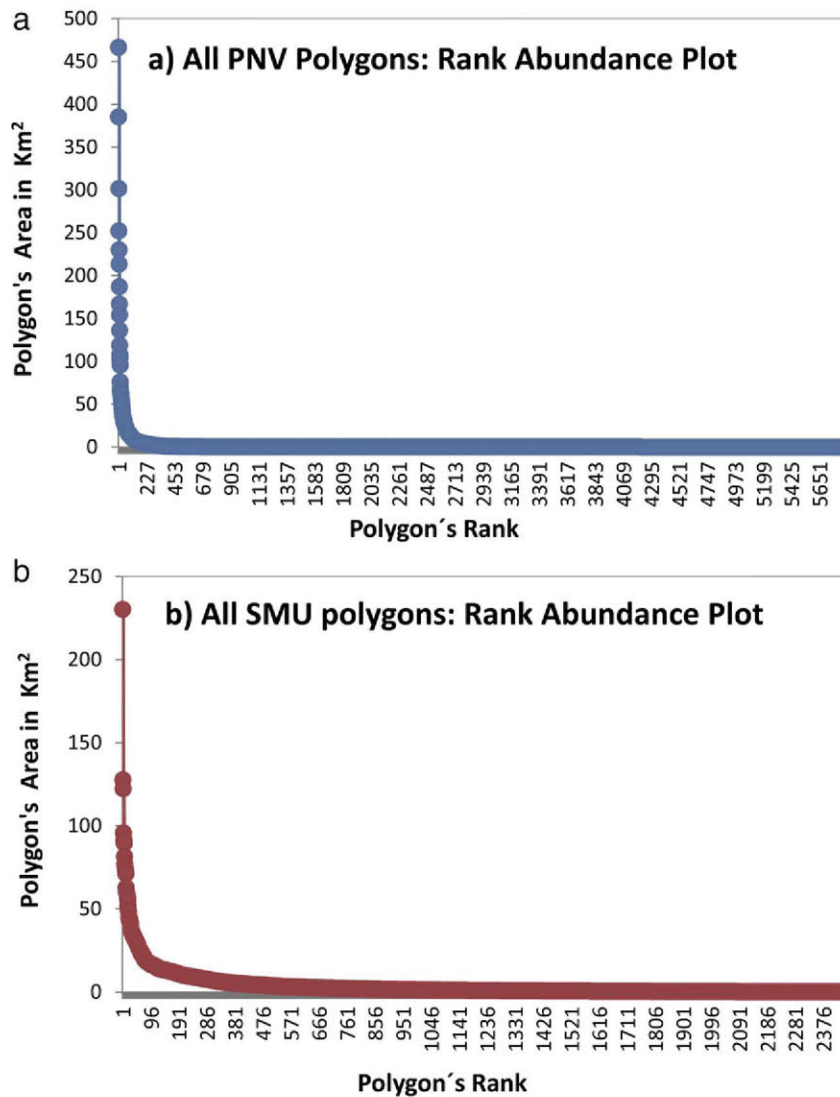 a
a) All PNV Polygons: Rank Abundance Plot
Polygon's Area in Km²
500
450
400
350
300
250
200
150
100
50
0
1 227 453 679 905 1131 1357 1583 1809 2035 2261 2487 2713 2939 3165 3391 3617 3843 4069 4295 4521 4747 4973 5199 5425 5651
Polygon´s Rank
b
b) All SMU polygons: Rank Abundance Plot
Polygon's Area in Km²
250
200
150
100
50
0
1 96 191 286 381 476 571 666 761 856 951 1046 1141 1236 1331 1426 1521 1616 1711 1806 1901 1996 2091 2186 2281 2376
Polygon´s Rank